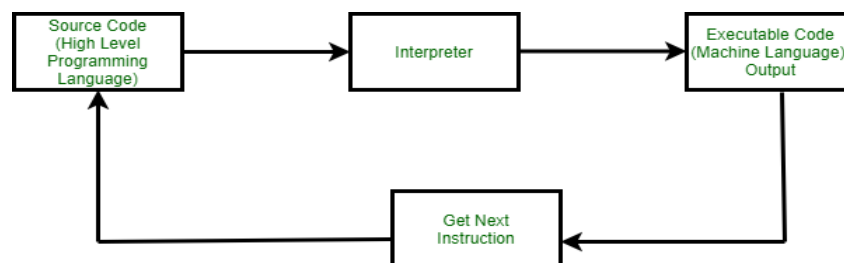 Source Code
(High Level
Programming
Language)
Interpreter
Executable Code
(Machine Language)
Output
Get Next
Instruction